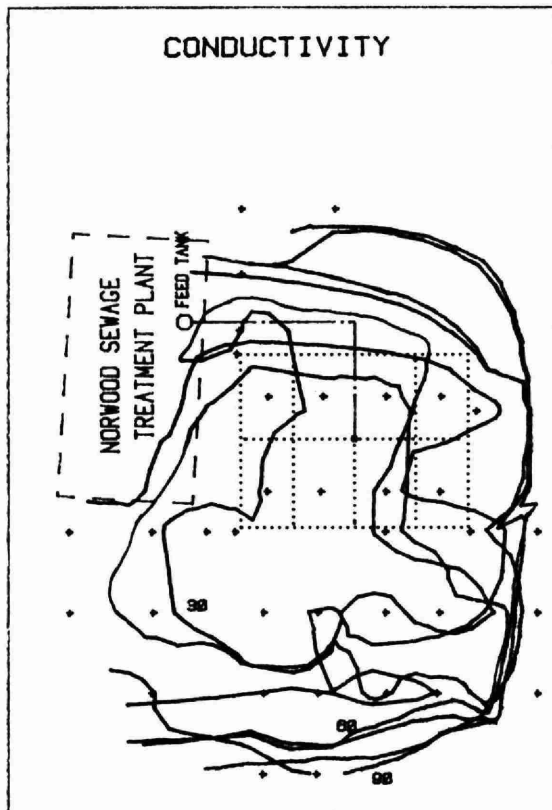 CONDUCTIVITY
FEED TANK
NORWOOD SEWAGE
TREATMENT PLANT
90
60
90